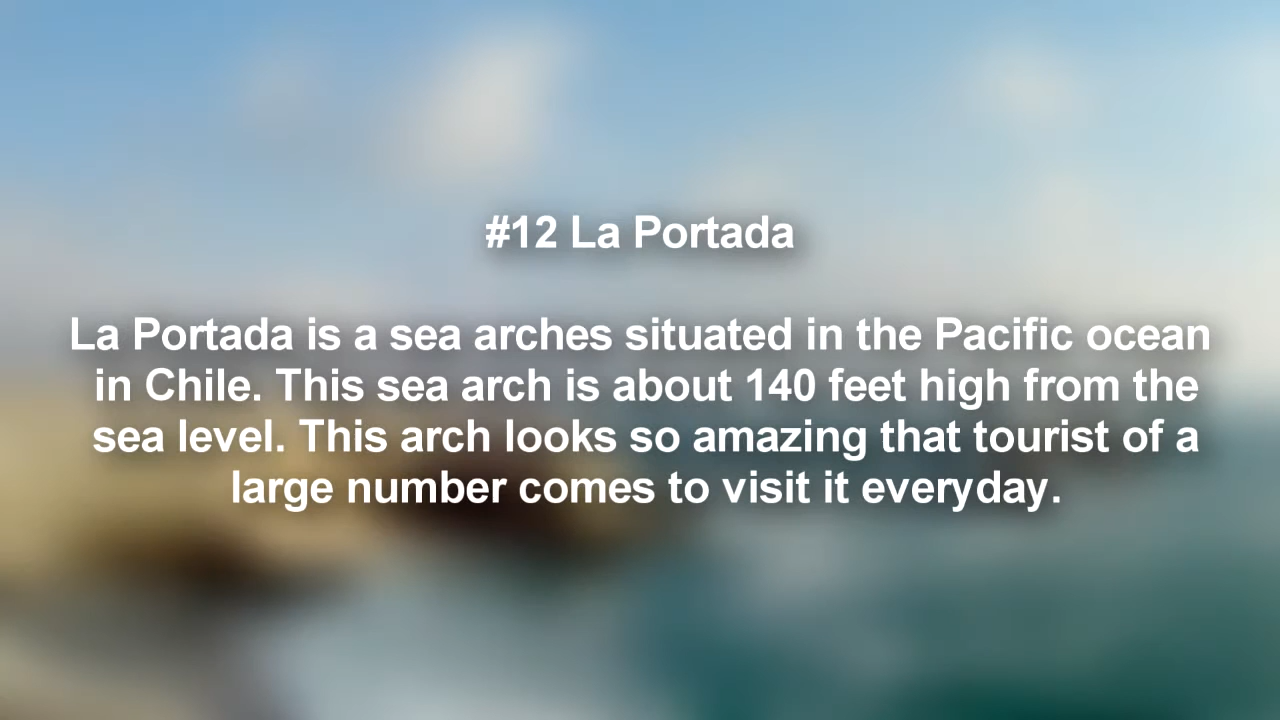 #12 La Portada
La Portada is a sea arches situated in the Pacific ocean
in Chile. This sea arch is about 140 feet high from the
sea level. This arch looks so amazing that tourist of a
large number comes to visit it everyday.